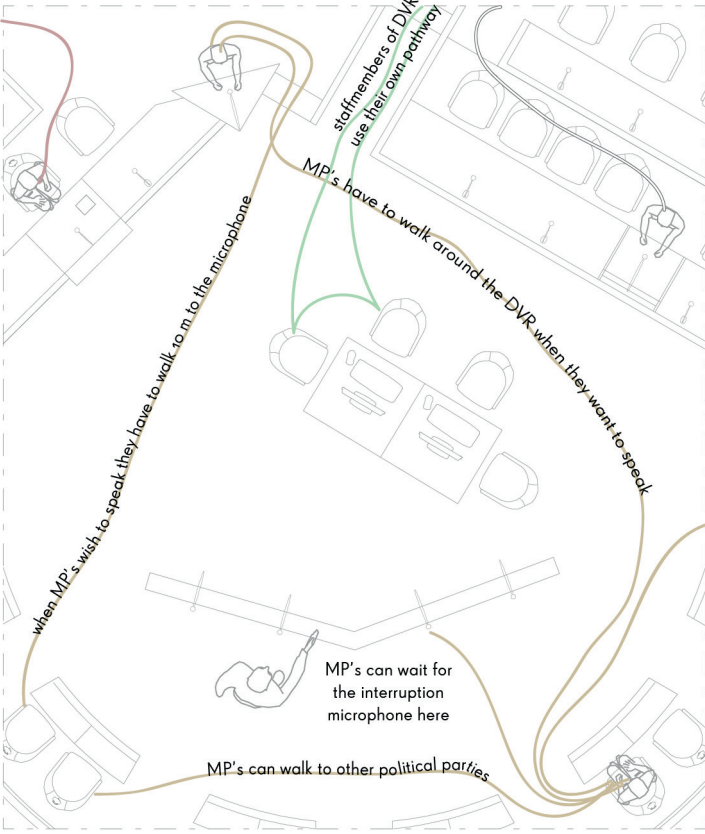 staffmembers of DVR
use their own pathway
MP's have to walk around the DVR when they want to speak
when MP's wish to speak they have to walk 10 m to the microphone
MP's can wait for
the interruption
microphone here
MP's can walk to other political parties